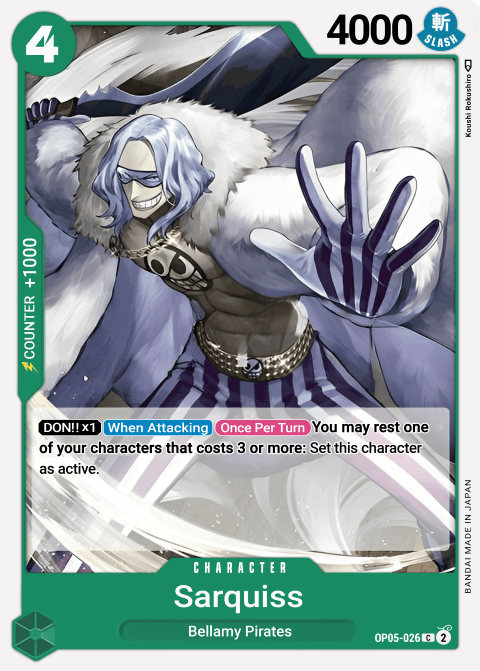 4
4000
斬
SLASH
Koushi Rokushiro
COUNTER +1000
DON!! ×1 When Attacking Once Per Turn You may rest one
of your characters that costs 3 or more: Set this character
as active.
CHARACTER
Sarquiss
Bellamy Pirates
OP05-026 C 2
BANDAI MADE IN JAPAN